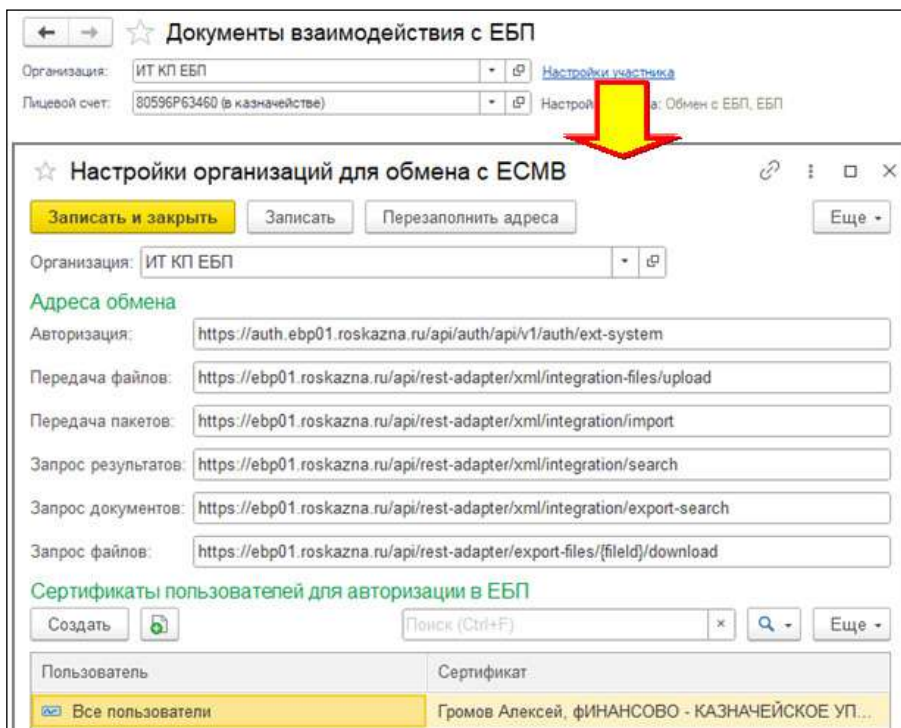 Документы взаимодействия с ЕБП
Организация: ИТ КП ЕБП Настройки участника
Лицевой счет: 80596Р63460 (в казначействе) Настрой а: Обмен с ЕБП, ЕБП
Настройки организаций для обмена с ЕСМВ
Записать и закрыть Записать Перезаполнить адреса Еще
Организация: ИТ КП ЕБП
Адреса обмена
Авторизация: https://auth.ebp01.roskazna.ru/api/auth/api/v1/auth/ext-system
Передача файлов: https://ebp01.roskazna.ru/api/rest-adapter/xml/integration-files/upload
Передача пакетов: https://ebp01.roskazna.ru/api/rest-adapter/xml/integration/import
Запрос результатов: https://ebp01.roskazna.ru/api/rest-adapter/xml/integration/search
Запрос документов: https://ebp01.roskazna.ru/api/rest-adapter/xml/integration/export-search
Запрос файлов: https://ebp01.roskazna.ru/api/rest-adapter/export-files/{fileId}/download
Сертификаты пользователей для авторизации в ЕБП
Создать Поиск (Ctrl+F) Еще
Пользователь Сертификат
Все пользователи Громов Алексей, фИНАНСОВО - КАЗНАЧЕЙСКОЕ УП...